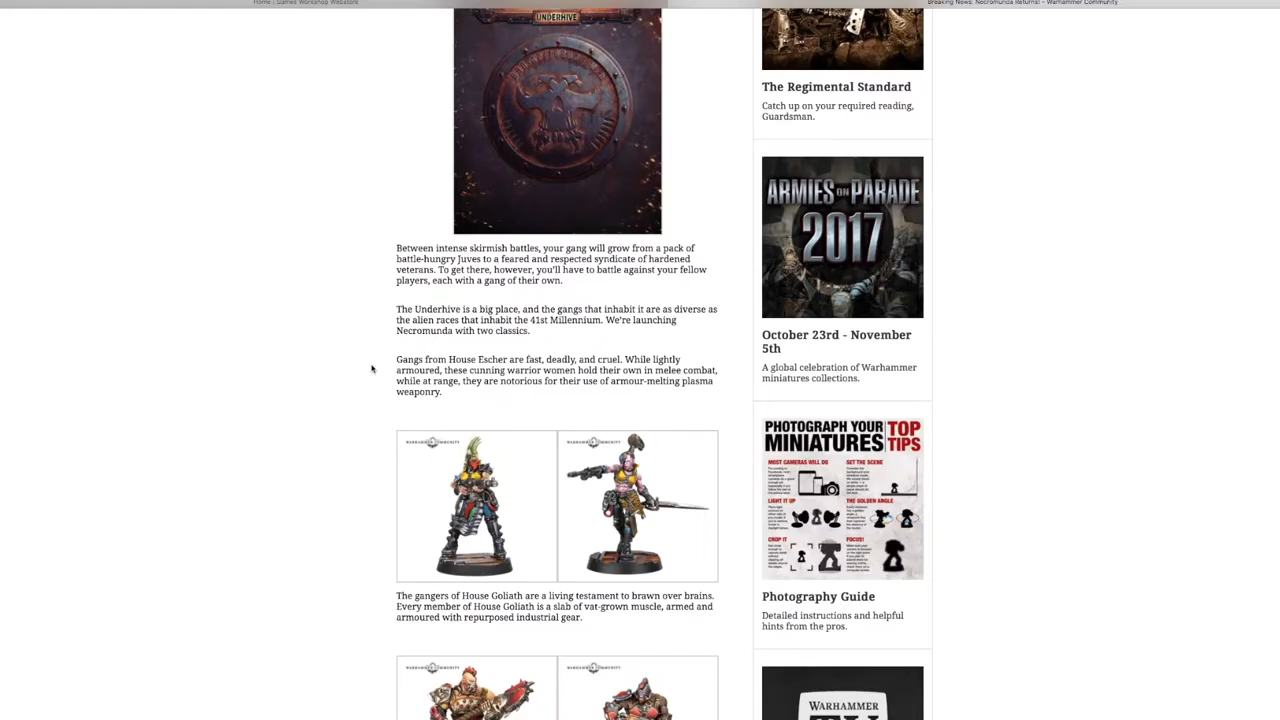 Home | Games Workshop Webstore
Breaking News: Necromunda Returns! – Warhammer Community
UNDERHIVE
Between intense skirmish battles, your gang will grow from a pack of
battle-hungry Juves to a feared and respected syndicate of hardened
veterans. To get there, however, you'll have to battle against your fellow
players, each with a gang of their own.
The Underhive is a big place, and the gangs that inhabit it are as diverse as
the alien races that inhabit the 41st Millennium. We're launching
Necromunda with two classics.
Gangs from House Escher are fast, deadly, and cruel. While lightly
armoured, these cunning warrior women hold their own in melee combat,
while at range, they are notorious for their use of armour-melting plasma
weaponry.
WARHAMMER COMMUNITY
WARHAMMER COMMUNITY
The gangers of House Goliath are a living testament to brawn over brains.
Every member of House Goliath is a slab of vat-grown muscle, armed and
armoured with repurposed industrial gear.
WARHAMMER COMMUNITY
WARHAMMER COMMUNITY
The Regimental Standard
Catch up on your required reading,
Guardsman.
ARMIES ON PARADE
2017
October 23rd - November
5th
A global celebration of Warhammer
miniatures collections.
PHOTOGRAPH YOUR
MINIATURES
TOP
TIPS
MOST CAMERAS WILL DO
SET THE SCENE
LIGHT IT UP
THE GOLDEN ANGLE
CROP IT
FOCUS!
Photography Guide
Detailed instructions and helpful
hints from the pros.
WARHAMMER